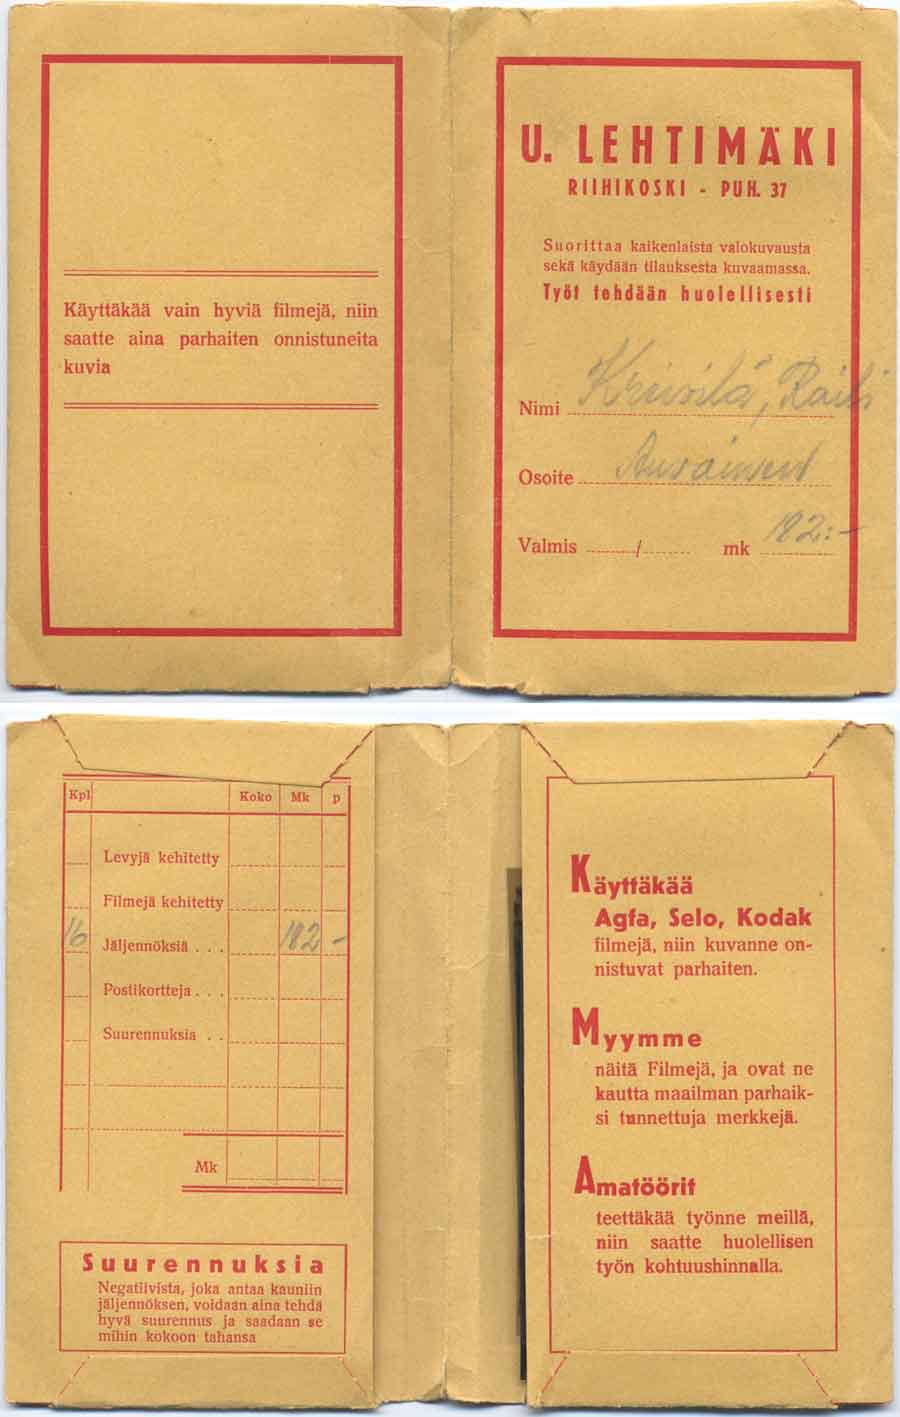 Käyttäkää vain hyviä filmejä, niin
saatte aina parhaiten onnistuneita
kuvia
U. LEHTIMÄKI
RIIHIKOSKI - PUH. 37
Suorittaa kaikenlaista valokuvausta
sekä käydään tilauksesta kuvaamassa.
Työt tehdään huolellisesti
Nimi
Osoite
Valmis / mk 182:-
Kpl Koko Mk p
Levyjä kehitetty
Filmejä kehitetty
16 Jäljennöksiä . . . 182 -
Postikortteja . . .
Suurennuksia . .
Mk
Suurennuksia
Negatiivista, joka antaa kauniin
jäljennöksen, voidaan aina tehdä
hyvä suurennus ja saadaan se
mihin kokoon tahansa
Käyttäkää
Agfa, Selo, Kodak
filmejä, niin kuvanne on-
nistuvat parhaiten.
Myymme
näitä Filmejä, ja ovat ne
kautta maailman parhaik-
si tunnettuja merkkejä.
Amatöörit
teettäkää työnne meillä,
niin saatte huolellisen
työn kohtuushinnalla.